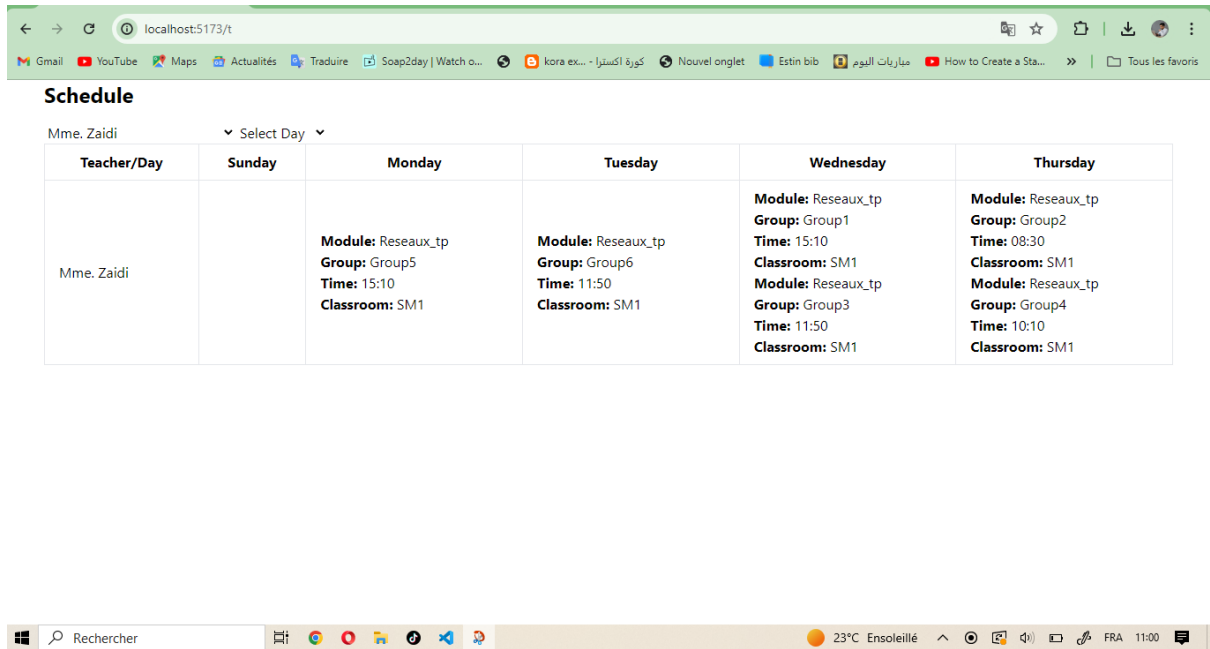 localhost:5173/t
Gmail YouTube Maps Actualités Traduire Soap2day | Watch o... kora ex... - كورة اكسترا Nouvel onglet Estin bib مباريات اليوم How to Create a Sta... » Tous les favoris
Schedule
Mme. Zaidi Select Day
Teacher/Day Sunday Monday Tuesday Wednesday Thursday
Mme. Zaidi
Module: Reseaux_tp
Group: Group5
Time: 15:10
Classroom: SM1
Module: Reseaux_tp
Group: Group6
Time: 11:50
Classroom: SM1
Module: Reseaux_tp
Group: Group1
Time: 15:10
Classroom: SM1
Module: Reseaux_tp
Group: Group3
Time: 11:50
Classroom: SM1
Module: Reseaux_tp
Group: Group2
Time: 08:30
Classroom: SM1
Module: Reseaux_tp
Group: Group4
Time: 10:10
Classroom: SM1
Rechercher 23°C Ensoleillé FRA 11:00